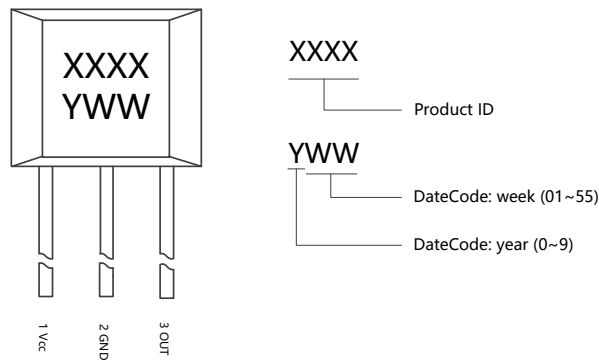 XXXX
YWW
1 Vcc
2 GND
3 OUT
XXXX
Product ID
YWW
DateCode: week (01~55)
DateCode: year (0~9)